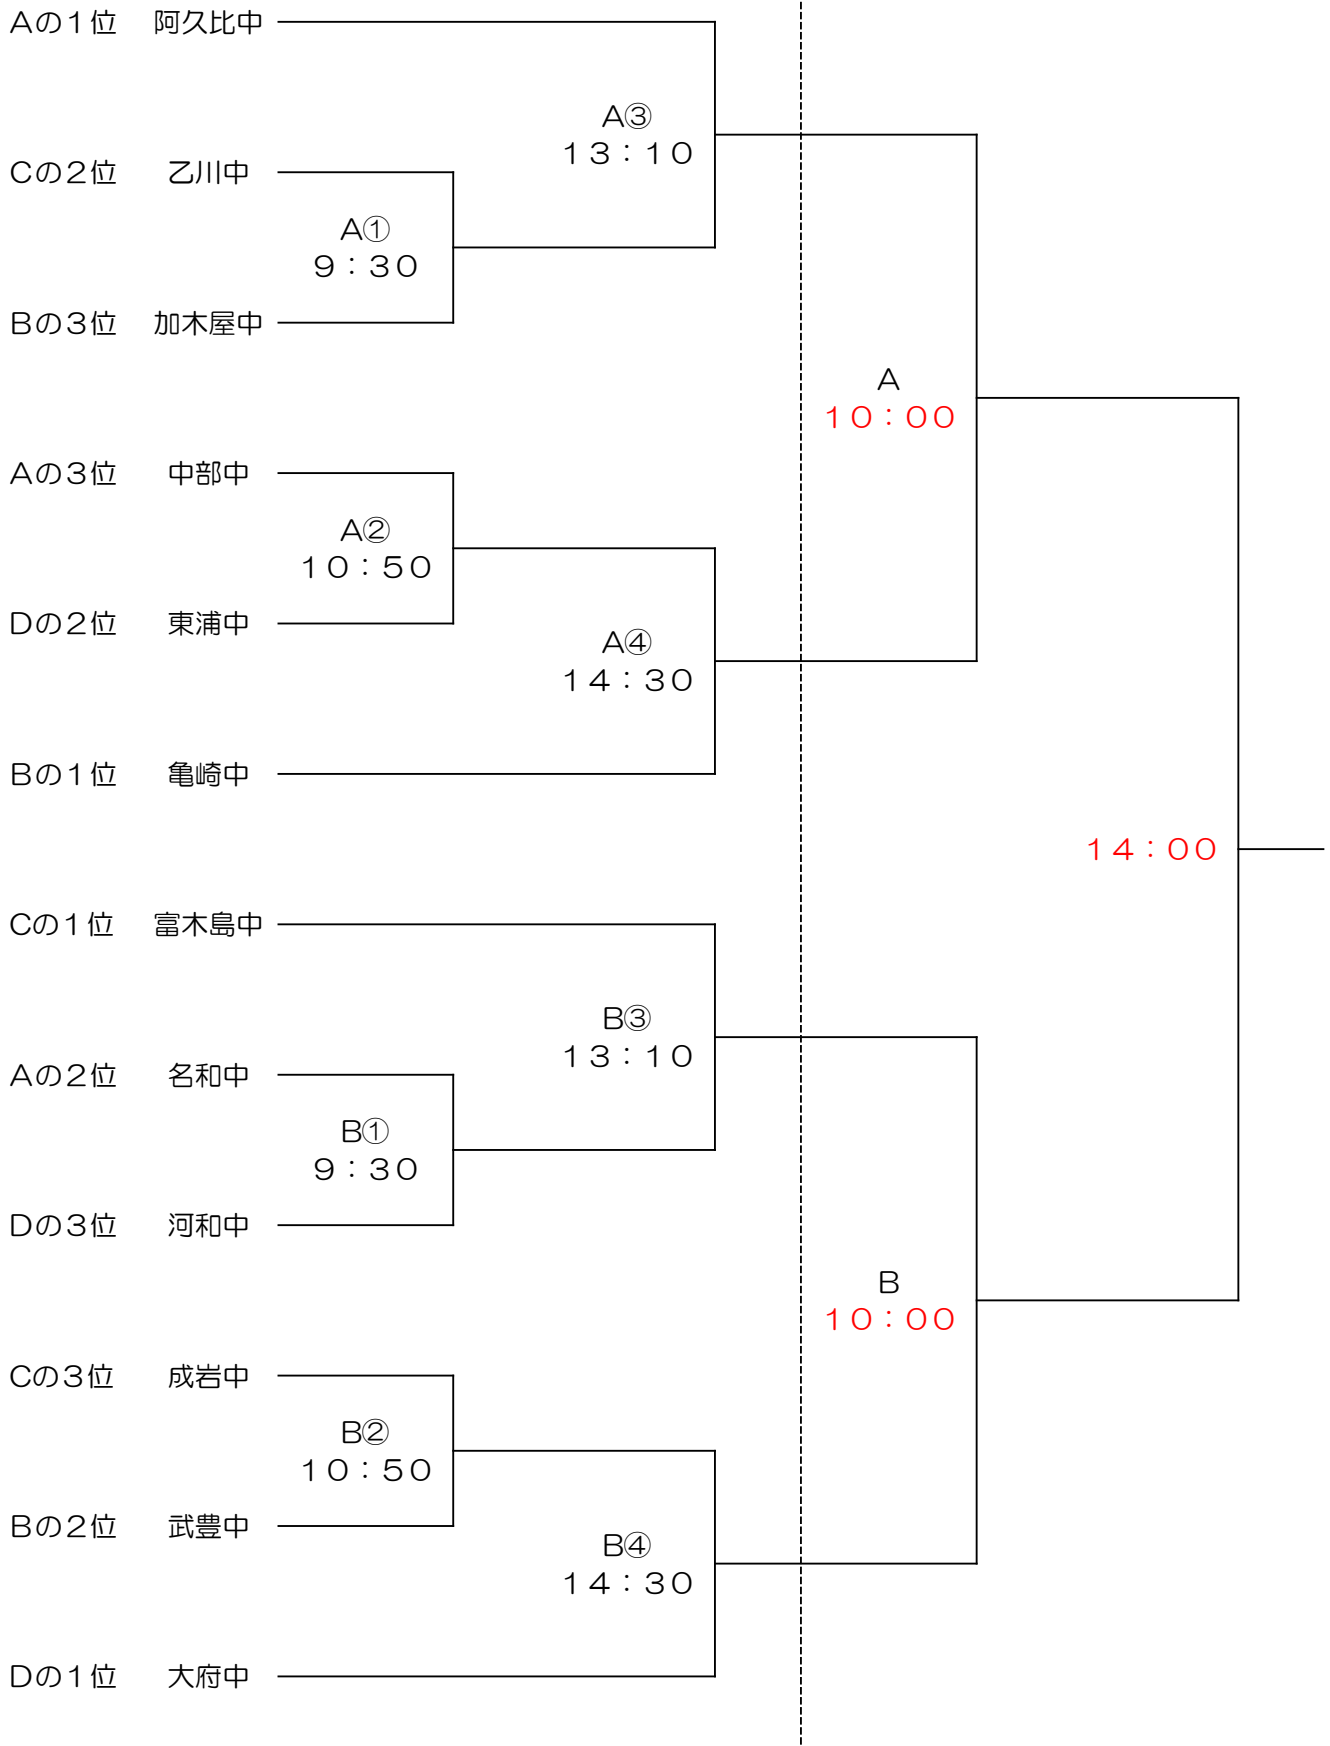 Aの1位 阿久比中
A③
13：10
Cの2位 乙川中
A①
9：30
Bの3位 加木屋中
A
10：00
Aの3位 中部中
A②
10：50
Dの2位 東浦中
A④
14：30
Bの1位 亀崎中
14：00
Cの1位 富木島中
B③
13：10
Aの2位 名和中
B①
9：30
Dの3位 河和中
B
10：00
Cの3位 成岩中
B②
10：50
Bの2位 武豊中
B④
14：30
Dの1位 大府中